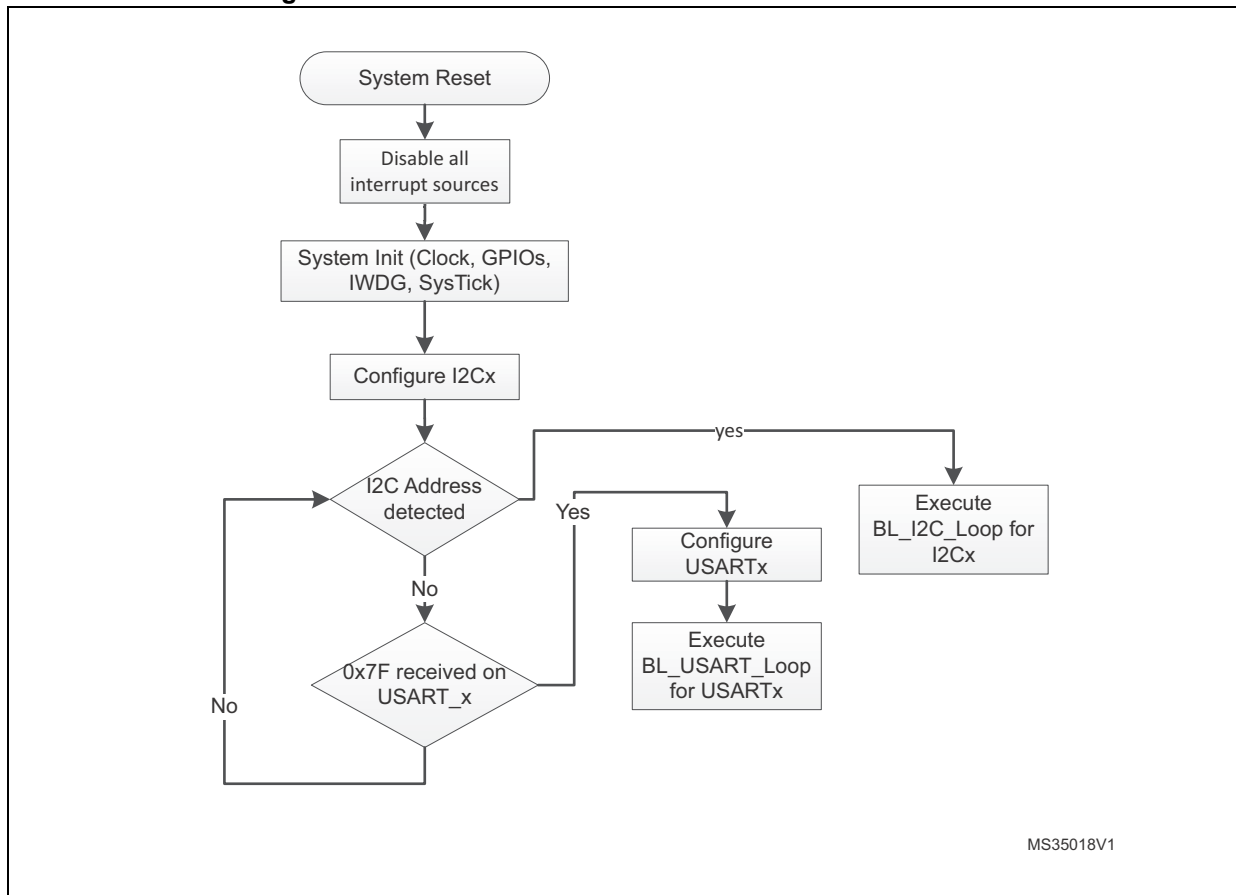 System Reset
Disable all
interrupt sources
System Init (Clock, GPIOs,
IWDG, SysTick)
Configure I2Cx
yes
I2C Address
detected
Yes
Execute
BL_I2C_Loop for
I2Cx
Configure
USARTx
No
Execute
BL_USART_Loop
for USARTx
0x7F received on
USART_x
No
MS35018V1